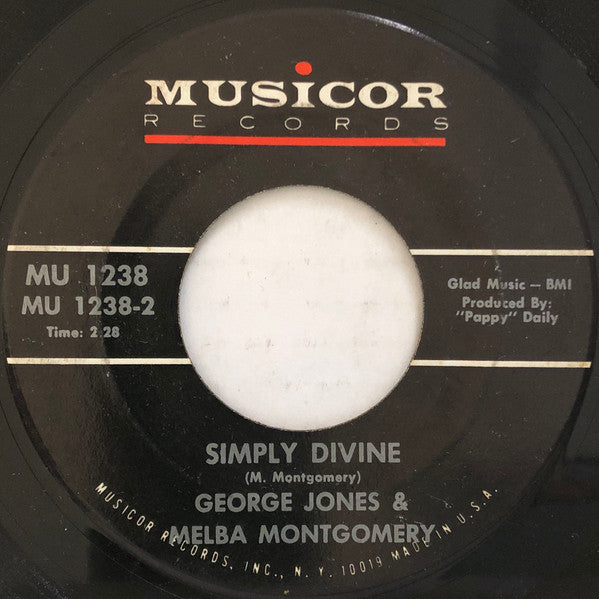 MUSICOR
RECORDS
MU 1238
MU 1238-2
Time: 2.28
Glad Music — BMI
Produced By:
"Pappy" Daily
SIMPLY DIVINE
(M. Montgomery)
GEORGE JONES &
MELBA MONTGOMERY
MUSICOR RECORDS, INC., N. Y. 10019 MADE IN U.S.A.